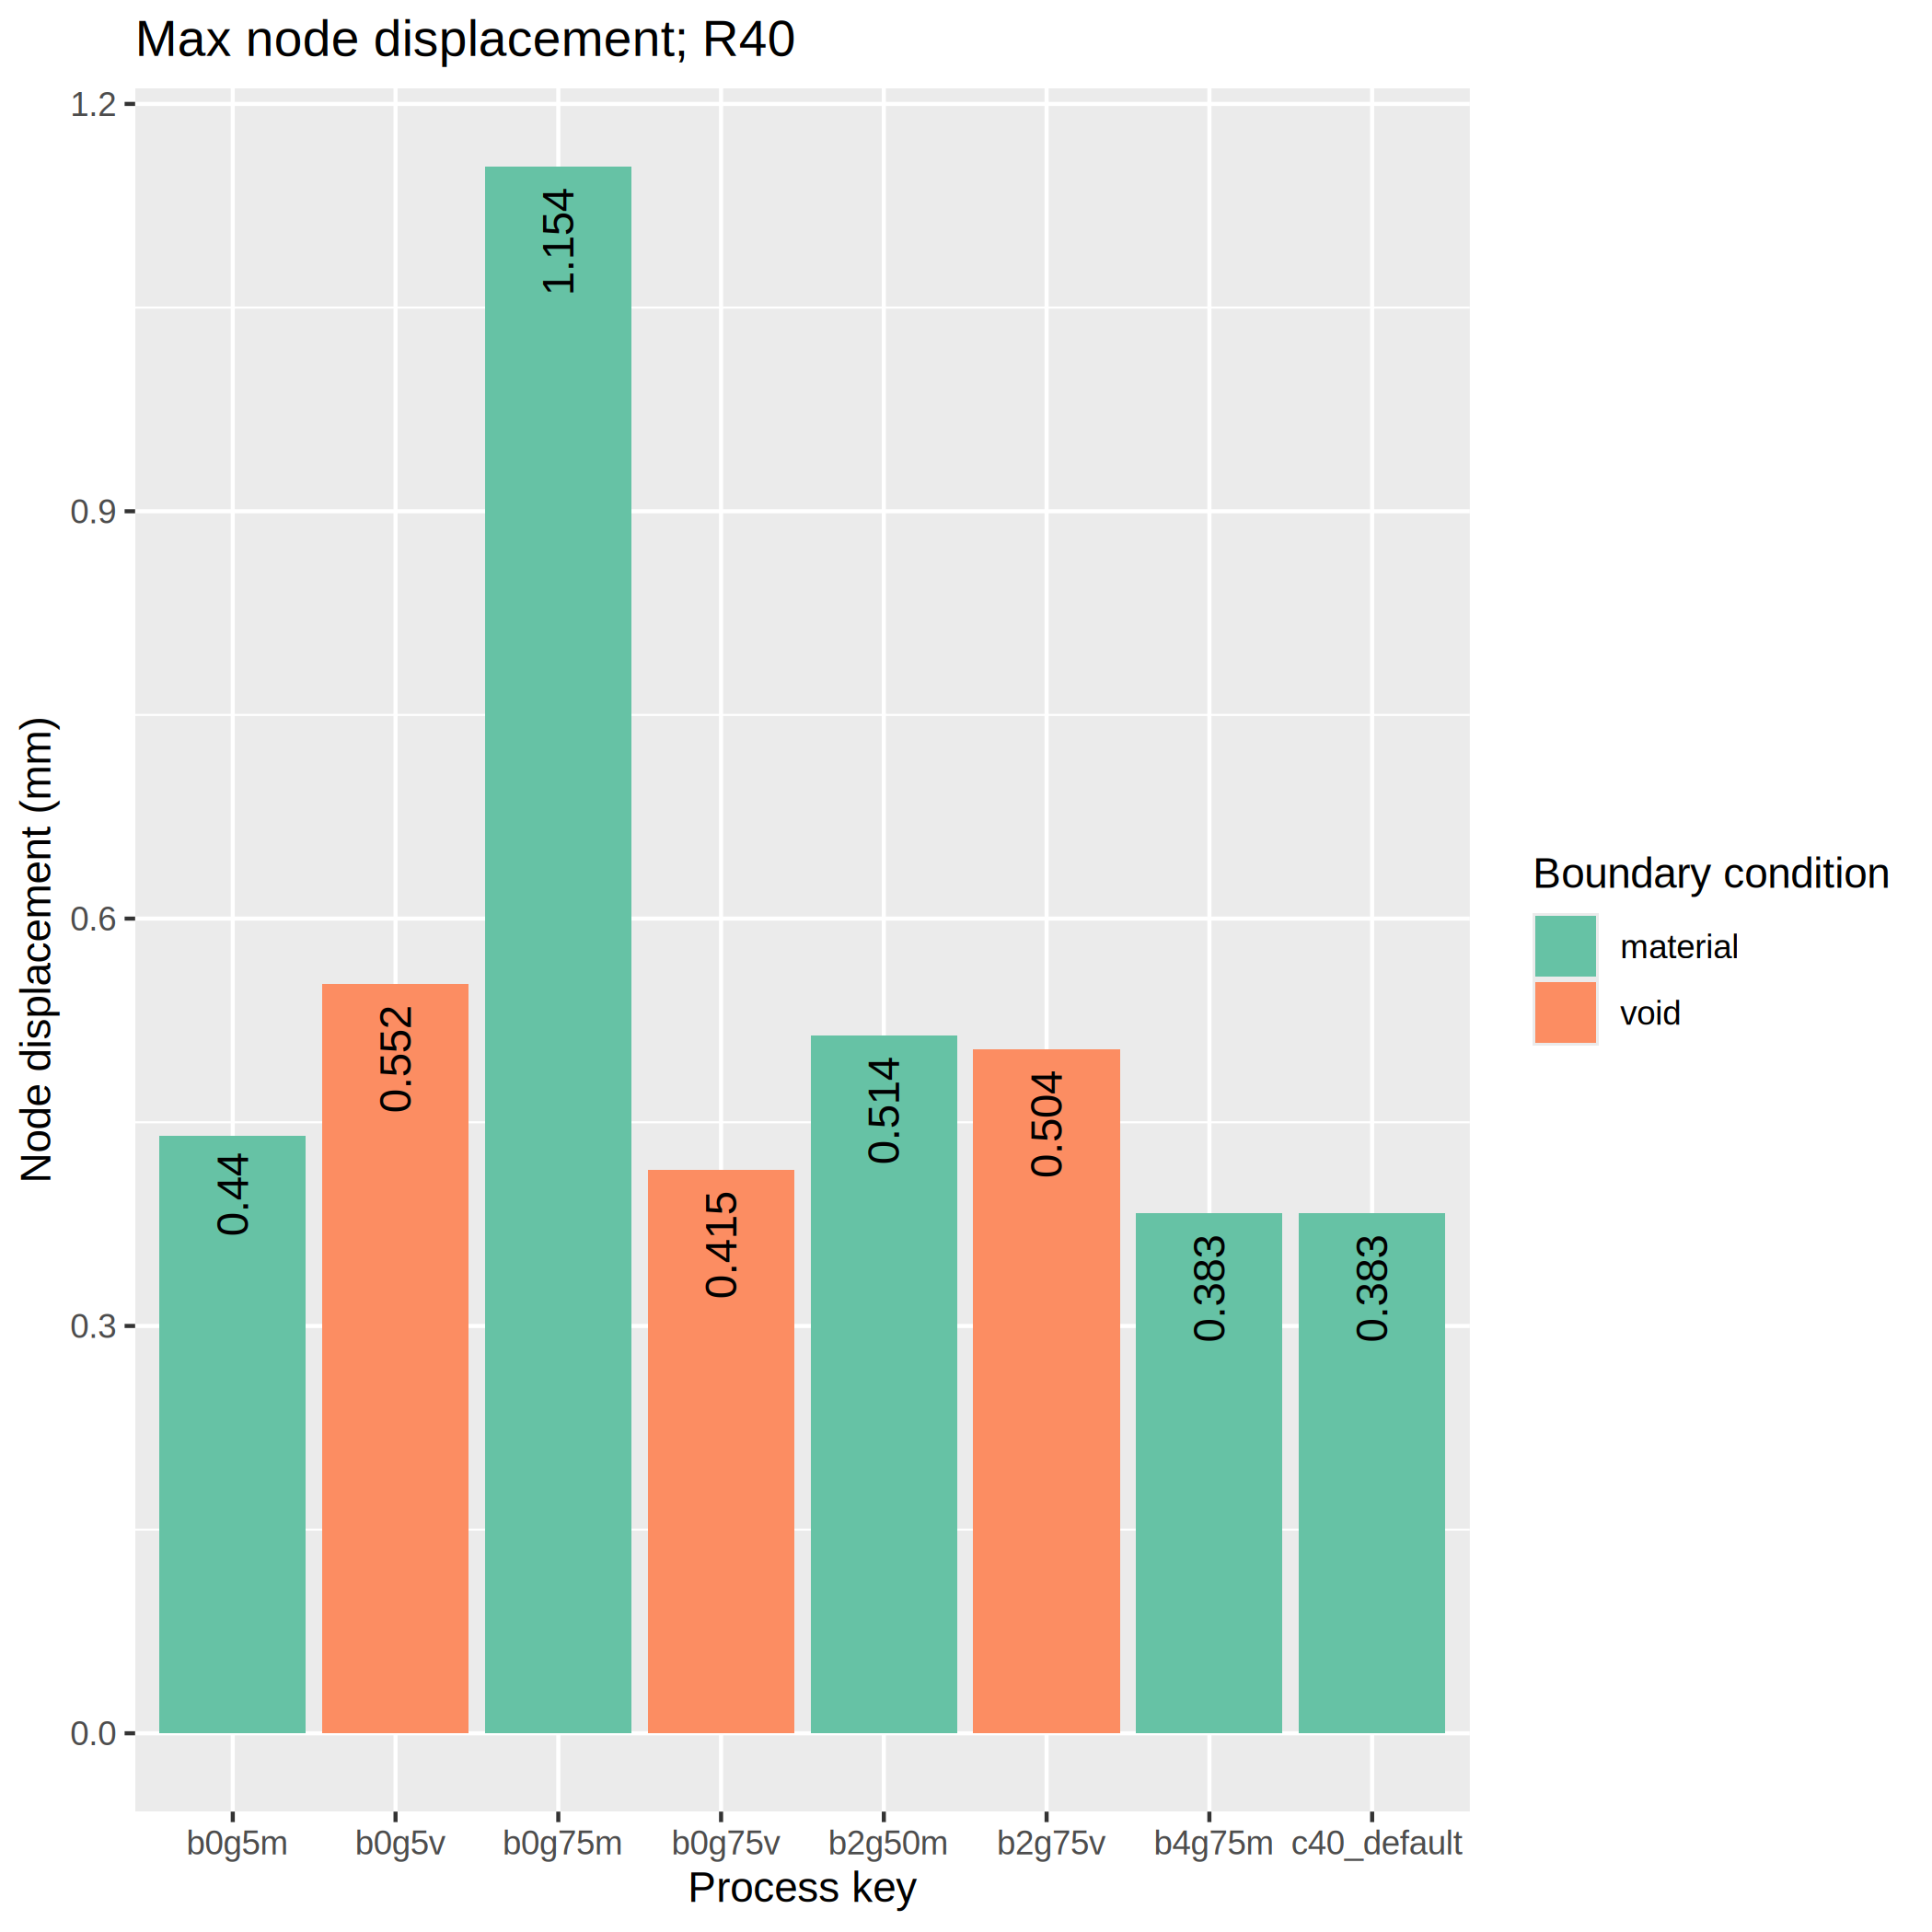 Max node displacement; R40
Node displacement (mm)
1.2
0.9
0.6
0.3
0.0
0.44
0.552
1.154
0.415
0.514
0.504
0.383
0.383
b0g5m
b0g5v
b0g75m
b0g75v
b2g50m
b2g75v
b4g75m
c40_default
Process key
Boundary condition
material
void